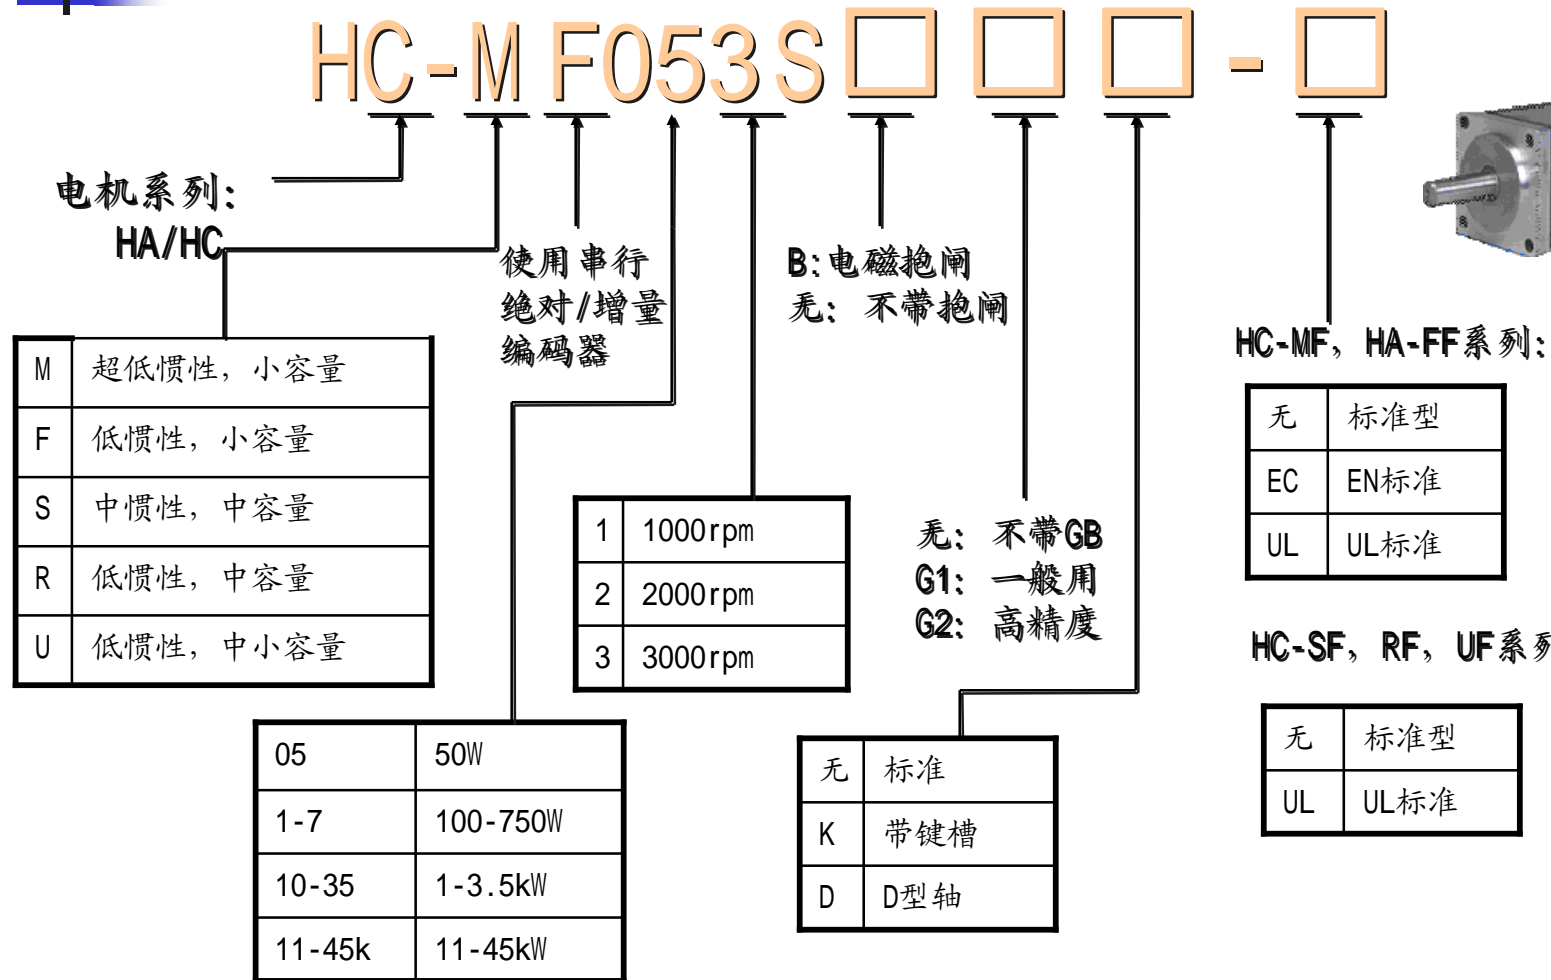 HC-MF053S□□□-□
电机系列:
HA/HC
使用串行
绝对/增量
编码器
B:电磁抱闸
无: 不带抱闸
HC-MF, HA-FF系列:
M 超低惯性, 小容量
F 低惯性, 小容量
S 中惯性, 中容量
R 低惯性, 中容量
U 低惯性, 中小容量
1 1000rpm
2 2000rpm
3 3000rpm
无: 不带GB
G1: 一般用
G2: 高精度
无 标准型
EC EN标准
UL UL标准
HC-SF, RF, UF系列
05 50W
1-7 100-750W
10-35 1-3.5kW
11-45k 11-45kW
无 标准
K 带键槽
D D型轴
无 标准型
UL UL标准